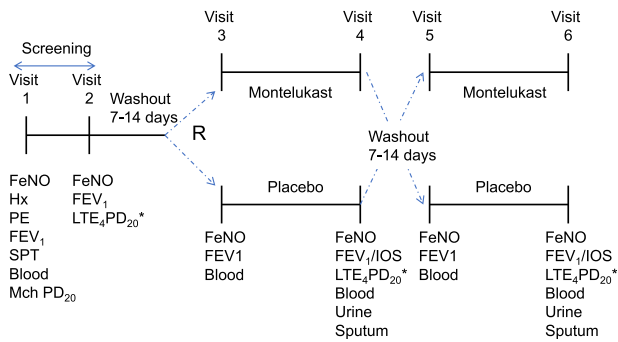 Screening
Visit
1
Visit
2
Washout
7-14 days
R
Visit
3
Visit
4
Visit
5
Visit
6
Montelukast
Montelukast
Washout
7-14 days
Placebo
Placebo
FeNO
Hx
PE
FEV₁
SPT
Blood
Mch PD₂₀
FeNO
FEV₁
LTE₄PD₂₀*
FeNO
FEV1
Blood
FeNO
FEV₁/IOS
LTE₄PD₂₀*
Blood
Urine
Sputum
FeNO
FEV1
Blood
FeNO
FEV₁/IOS
LTE₄PD₂₀*
Blood
Urine
Sputum